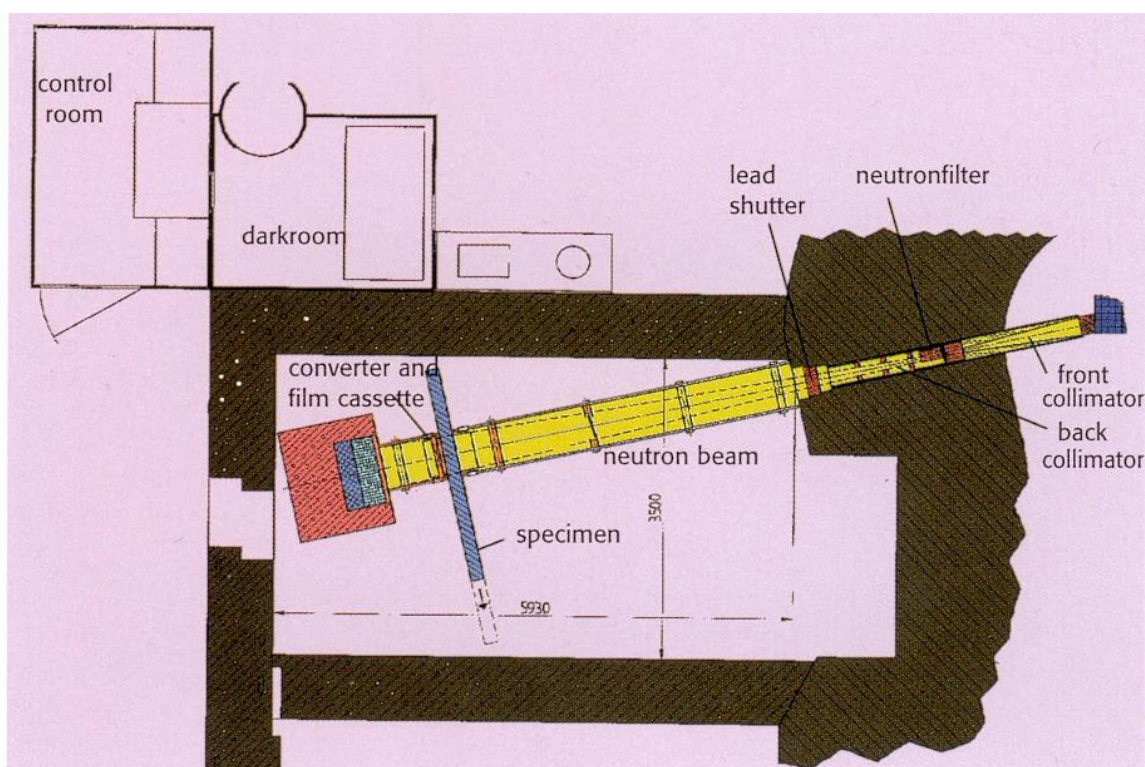 control
room
darkroom
lead
shutter
neutronfilter
converter and
film cassette
front
collimator
back
collimator
neutron beam
3500
specimen
5930